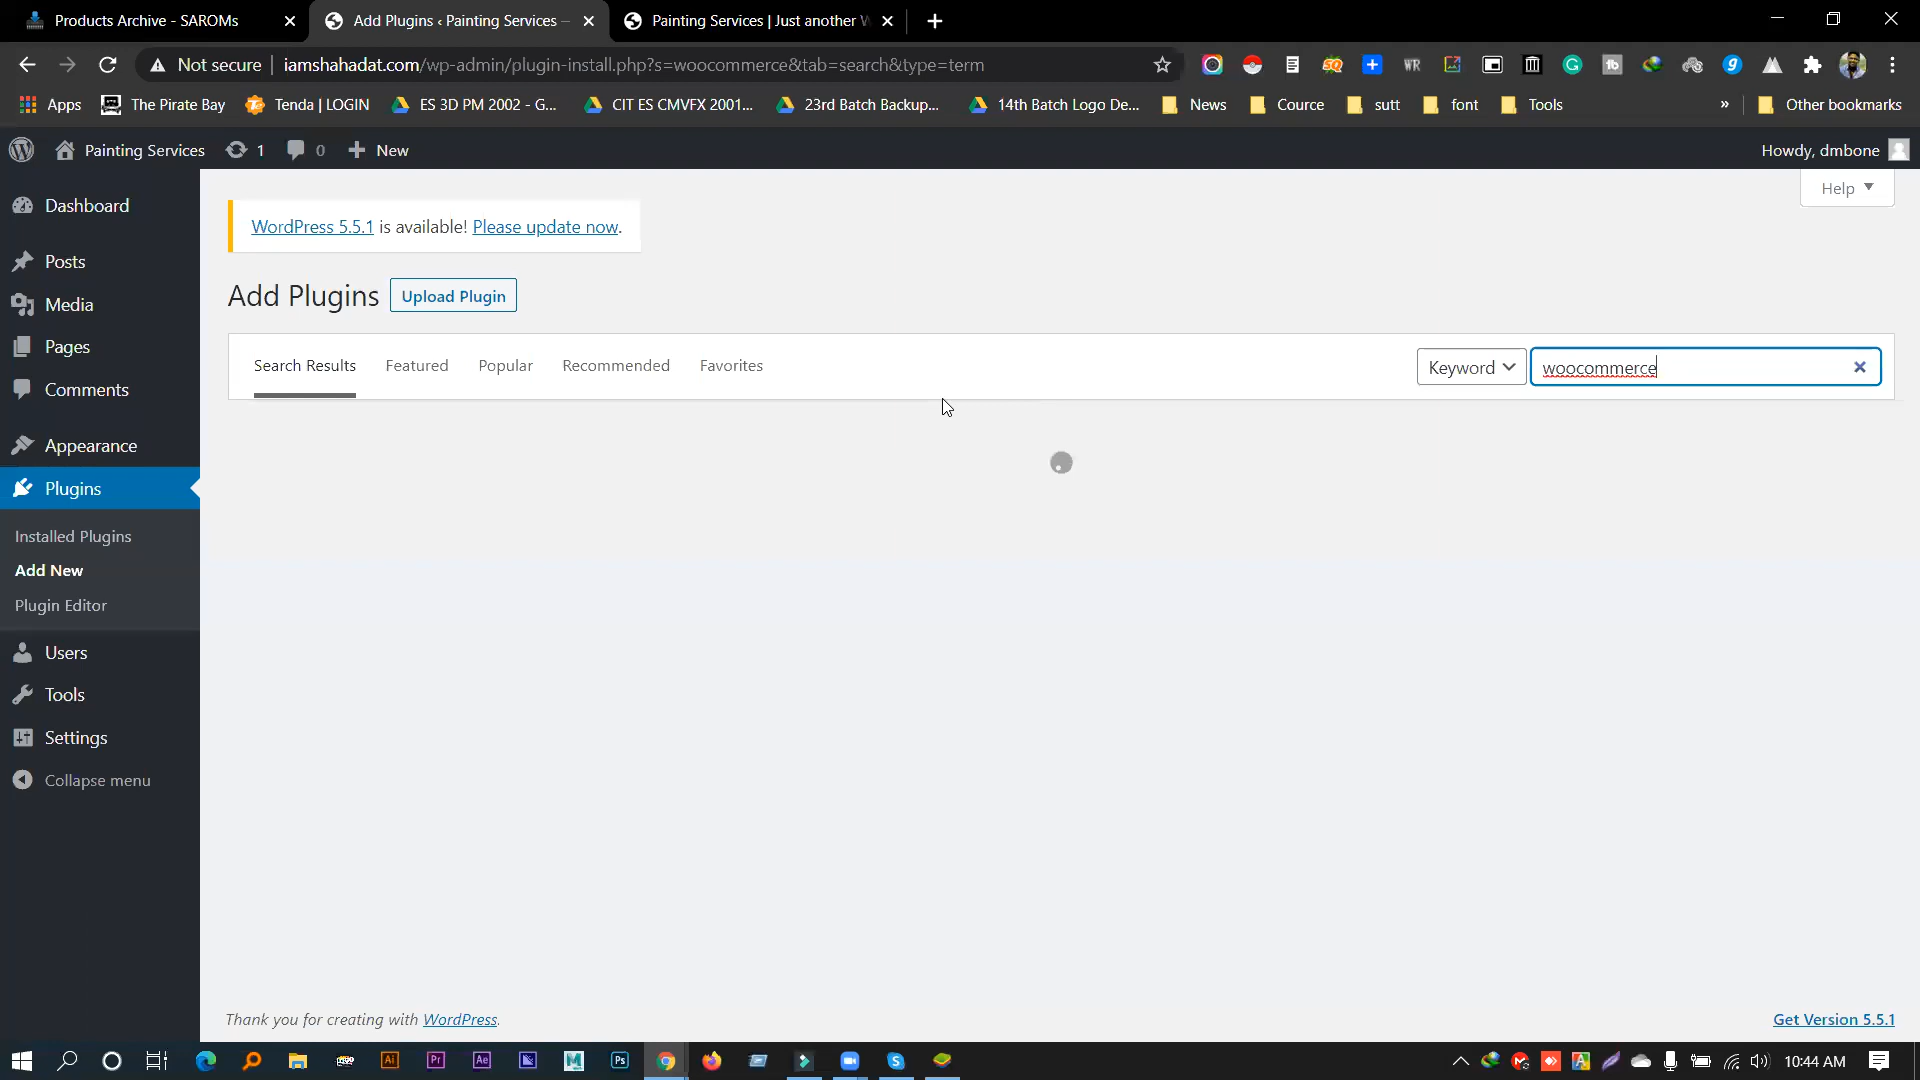 Products Archive - SAROMs
Add Plugins ‹ Painting Services —
Painting Services | Just another W
Not secure | iamshahadat.com/wp-admin/plugin-install.php?s=woocommerce&tab=search&type=term
Apps The Pirate Bay Tenda | LOGIN ES 3D PM 2002 - G... CIT ES CMVFX 2001... 23rd Batch Backup... 14th Batch Logo De... News Cource sutt font Tools » Other bookmarks
Painting Services 1 0 New Howdy, dmbone
Help
Dashboard
Posts
Media
Pages
Comments
Appearance
Plugins
Installed Plugins
Add New
Plugin Editor
Users
Tools
Settings
Collapse menu
WordPress 5.5.1 is available! Please update now.
Add Plugins Upload Plugin
Search Results Featured Popular Recommended Favorites Keyword woocommerce
Thank you for creating with WordPress. Get Version 5.5.1
10:44 AM